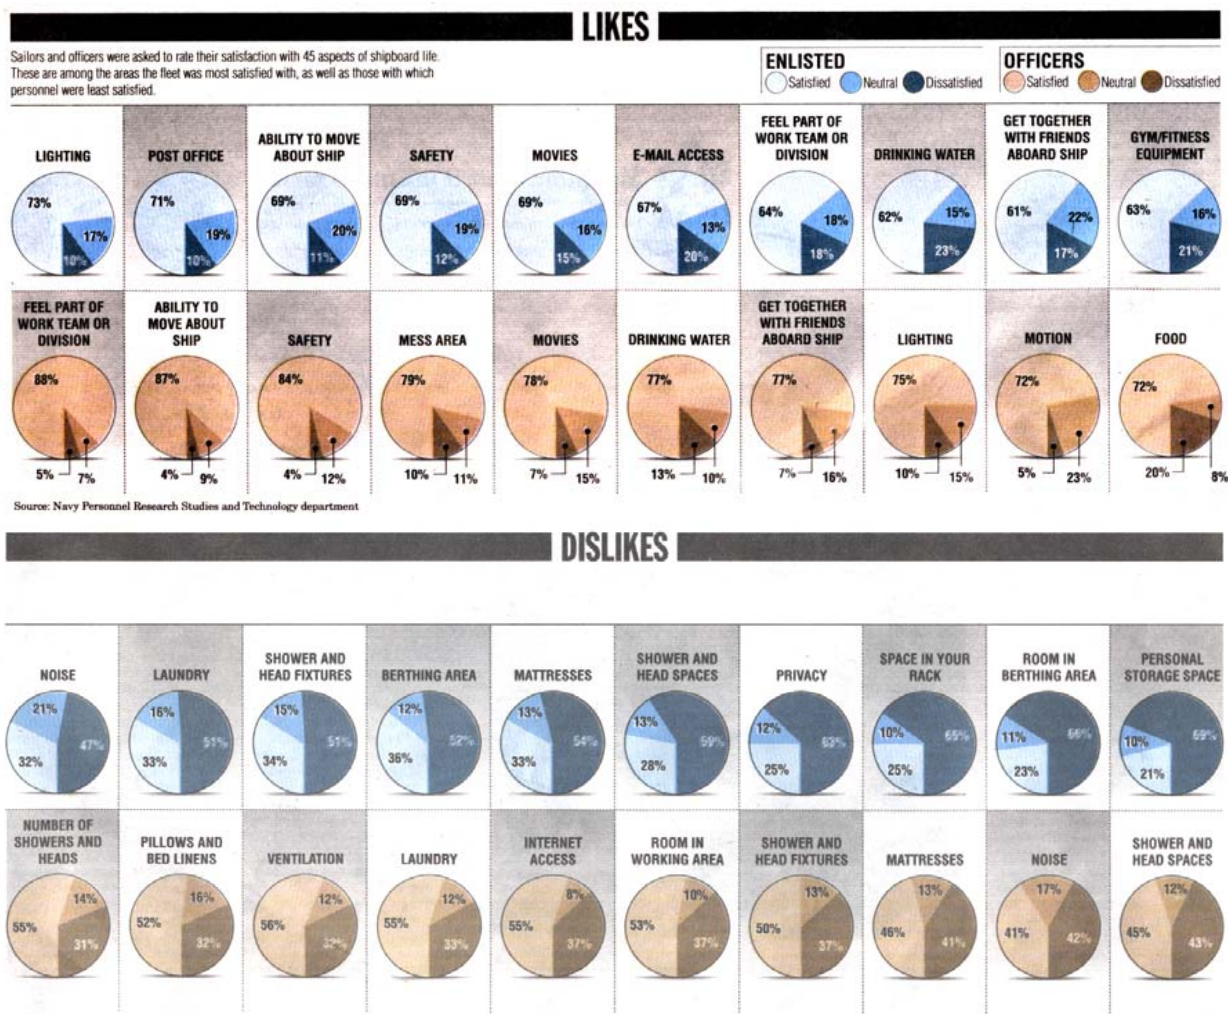 LIKES
Sailors and officers were asked to rate their satisfaction with 45 aspects of shipboard life.
These are among the areas the fleet was most satisfied with, as well as those with which
personnel were least satisfied.
ENLISTED
Satisfied Neutral Dissatisfied
OFFICERS
Satisfied Neutral Dissatisfied
LIGHTING
73%
17%
10%
POST OFFICE
71%
19%
10%
ABILITY TO MOVE
ABOUT SHIP
69%
20%
11%
SAFETY
69%
19%
12%
MOVIES
69%
16%
15%
E-MAIL ACCESS
67%
13%
20%
FEEL PART OF
WORK TEAM OR
DIVISION
64%
18%
18%
DRINKING WATER
62%
15%
23%
GET TOGETHER
WITH FRIENDS
ABOARD SHIP
61%
22%
17%
GYM/FITNESS
EQUIPMENT
63%
16%
21%
FEEL PART OF
WORK TEAM OR
DIVISION
88%
5% 7%
ABILITY TO
MOVE ABOUT
SHIP
87%
4% 9%
SAFETY
84%
4% 12%
MESS AREA
79%
10% 11%
MOVIES
78%
7% 15%
DRINKING WATER
77%
13% 10%
GET TOGETHER
WITH FRIENDS
ABOARD SHIP
77%
7% 16%
LIGHTING
75%
10% 15%
MOTION
72%
5% 23%
FOOD
72%
20% 8%
Source: Navy Personnel Research Studies and Technology department
DISLIKES
NOISE
21%
47%
32%
LAUNDRY
16%
51%
33%
SHOWER AND
HEAD FIXTURES
15%
51%
34%
BERTHING AREA
12%
52%
36%
MATTRESSES
13%
54%
33%
SHOWER AND
HEAD SPACES
13%
59%
28%
PRIVACY
12%
63%
25%
SPACE IN YOUR
RACK
10%
65%
25%
ROOM IN
BERTHING AREA
11%
66%
23%
PERSONAL
STORAGE SPACE
10%
69%
21%
NUMBER OF
SHOWERS AND
HEADS
14%
55%
31%
PILLOWS AND
BED LINENS
16%
52%
32%
VENTILATION
12%
56%
32%
LAUNDRY
12%
55%
33%
INTERNET
ACCESS
8%
55%
37%
ROOM IN
WORKING AREA
10%
53%
37%
SHOWER AND
HEAD FIXTURES
13%
50%
37%
MATTRESSES
13%
46%
41%
NOISE
17%
41%
42%
SHOWER AND
HEAD SPACES
12%
45%
43%